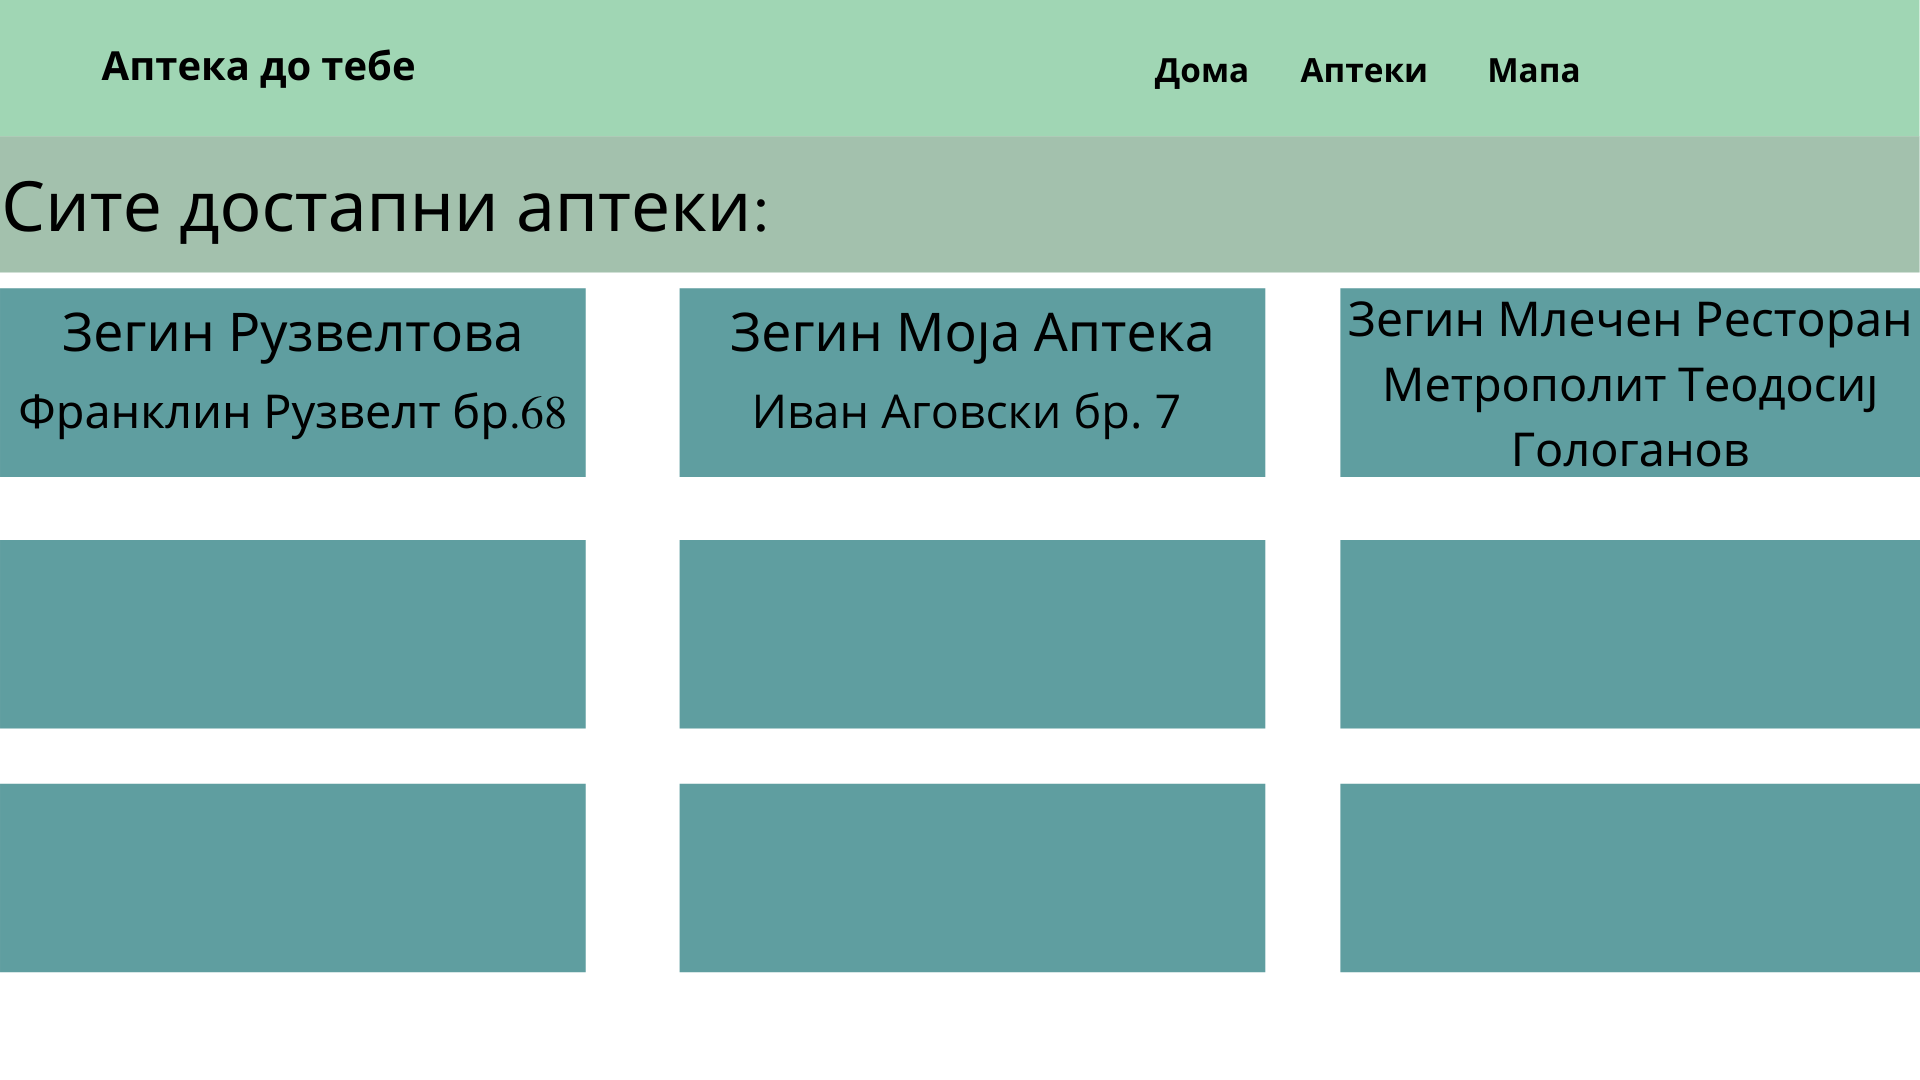 Аптека до тебе
Дома Аптеки Мапа
Сите достапни аптеки:
Зегин Рузвелтова
Франклин Рузвелт бр.68
Зегин Моја Аптека
Иван Аговски бр. 7
Зегин Млечен Ресторан
Метрополит Теодосиј
Гологанов